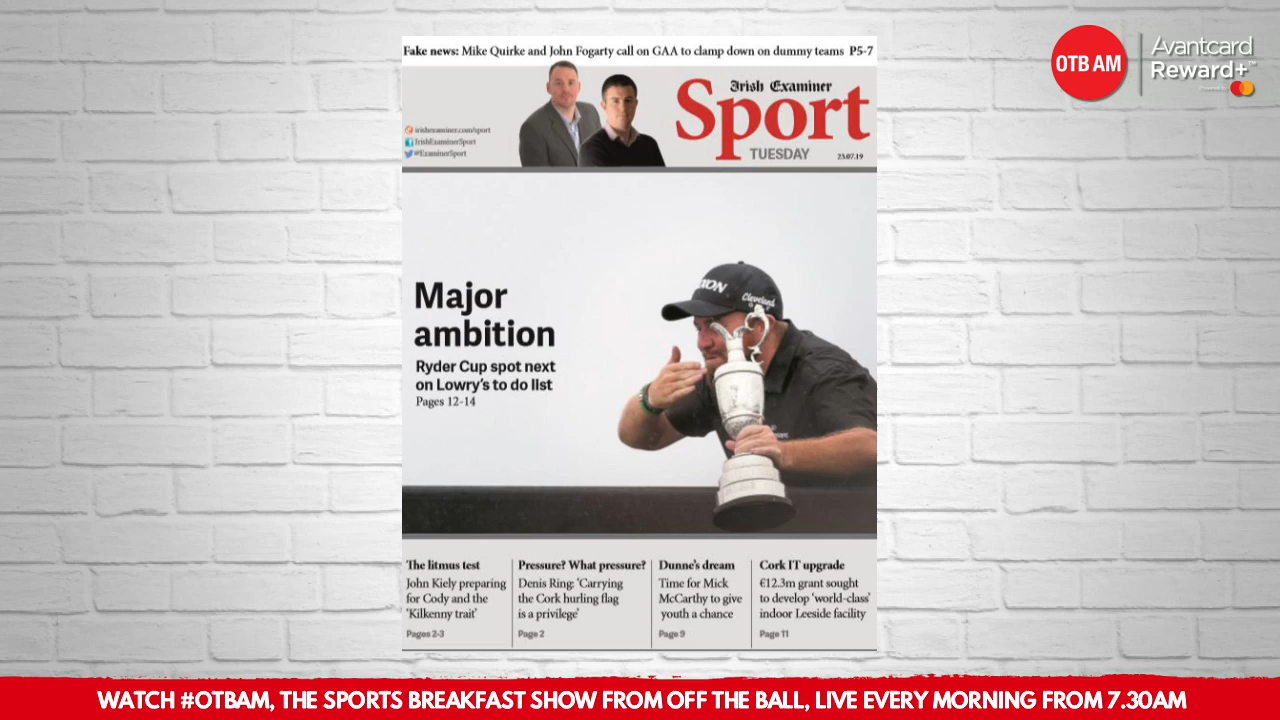 Fake news: Mike Quirke and John Fogarty call on GAA to clamp down on dummy teams P5-7
OTB AM
Avantcard
Reward+™
Irish Examiner
Sport
TUESDAY
23.07.19
irishexaminer.com/sport
IrishExaminerSport
@ExaminerSport
XON
Cleveland
Major
ambition
Ryder Cup spot next
on Lowry's to do list
Pages 12-14
The litmus test
John Kiely preparing
for Cody and the
'Kilkenny trait'
Pages 2-3
Pressure? What pressure?
Denis Ring: 'Carrying
the Cork hurling flag
is a privilege'
Page 2
Dunne's dream
Time for Mick
McCarthy to give
youth a chance
Page 9
Cork IT upgrade
€12.3m grant sought
to develop 'world-class'
indoor Leeside facility
Page 11
WATCH #OTBAM, THE SPORTS BREAKFAST SHOW FROM OFF THE BALL, LIVE EVERY MORNING FROM 7.30AM